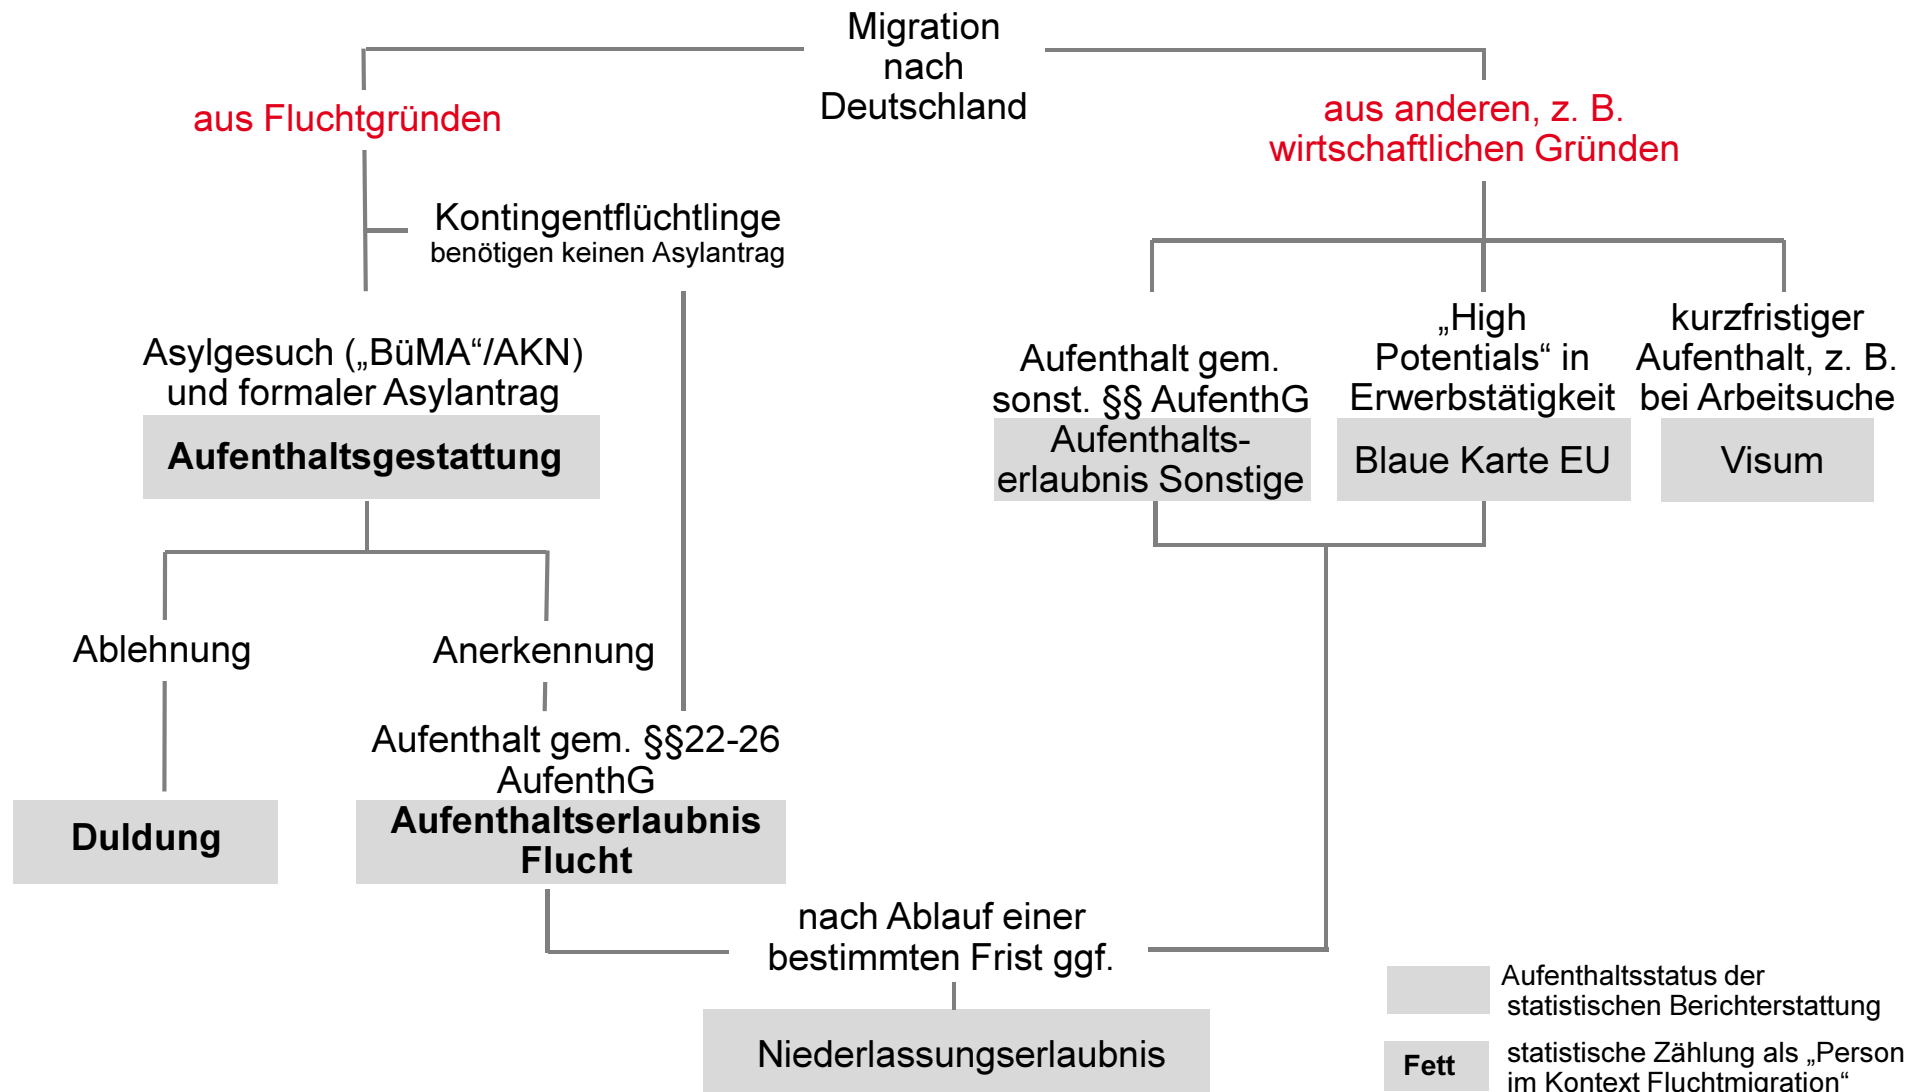 Migration
nach
Deutschland
aus Fluchtgründen
aus anderen, z. B.
wirtschaftlichen Gründen
Kontingentflüchtlinge
benötigen keinen Asylantrag
Asylgesuch („BüMA“/AKN)
und formaler Asylantrag
Aufenthaltsgestattung
Aufenthalt gem.
sonst. §§ AufenthG
Aufenthalts-
erlaubnis Sonstige
„High
Potentials“ in
Erwerbstätigkeit
Blaue Karte EU
kurzfristiger
Aufenthalt, z. B.
bei Arbeitsuche
Visum
Ablehnung
Anerkennung
Aufenthalt gem. §§22-26
AufenthG
Duldung
Aufenthaltserlaubnis
Flucht
nach Ablauf einer
bestimmten Frist ggf.
Niederlassungserlaubnis
Aufenthaltsstatus der
statistischen Berichterstattung
Fett
statistische Zählung als „Person
im Kontext Fluchtmigration“